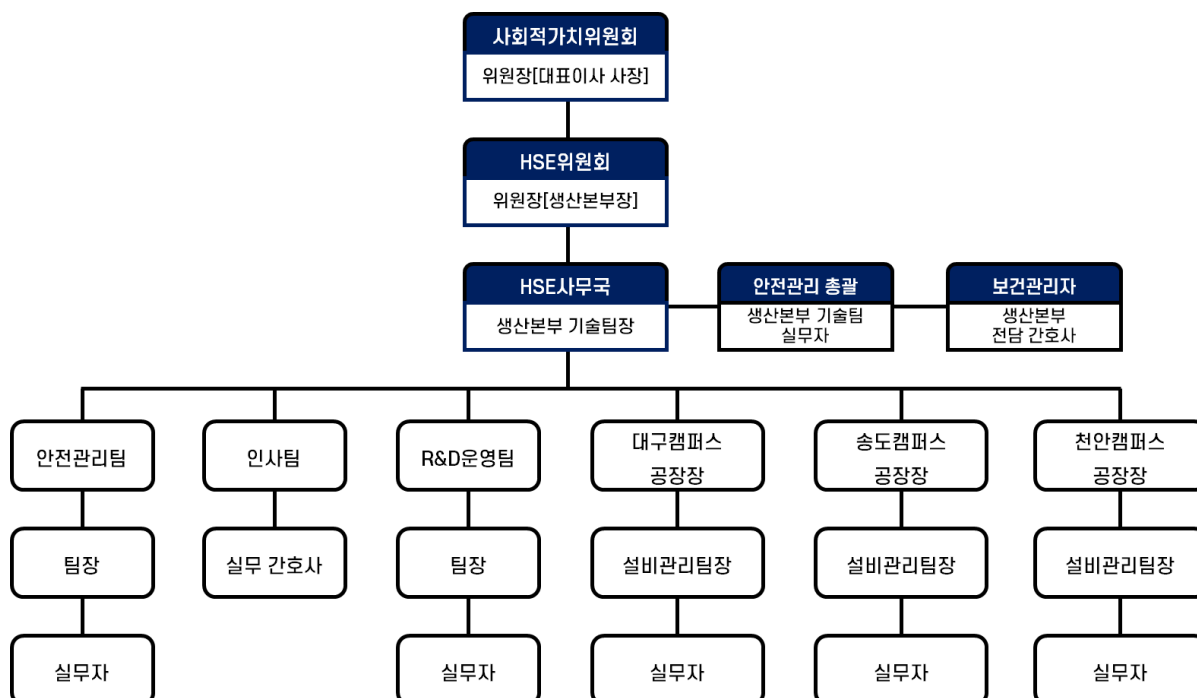 사회적가치위원회
위원장[대표이사 사장]
HSE위원회
위원장[생산본부장]
HSE사무국
생산본부 기술팀장
안전관리 총괄
생산본부 기술팀
실무자
보건관리자
생산본부
전담 간호사
안전관리팀
인사팀
R&D운영팀
대구캠퍼스
공장장
송도캠퍼스
공장장
천안캠퍼스
공장장
팀장
실무 간호사
팀장
설비관리팀장
설비관리팀장
설비관리팀장
실무자
실무자
실무자
실무자
실무자